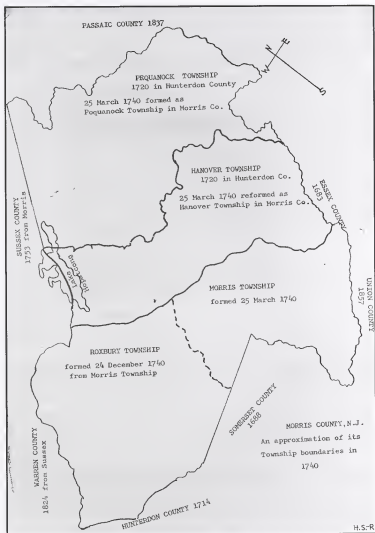 PASSAIC COUNTY 1837
N
E
W
S
PEQUANOCK TOWNSHIP
1720 in Hunterdon County
25 March 1740 formed as
Poquanock Township in Morris Co.
HANOVER TOWNSHIP
1720 in Hunterdon Co.
25 March 1740 reformed as
Hanover Township in Morris Co.
ESSEX COUNTY
1683
SUSSEX COUNTY
1753 from Morris
Lake
Hopatcong
MORRIS TOWNSHIP
formed 25 March 1740
UNION COUNTY
1857
ROXBURY TOWNSHIP
formed 24 December 1740
from Morris Township
SOMERSET COUNTY
1688
WARREN COUNTY
1824 from Sussex
HUNTERDON COUNTY 1714
MORRIS COUNTY,N.J.
An approximation of its
Township boundaries in
1740
H.S.-R